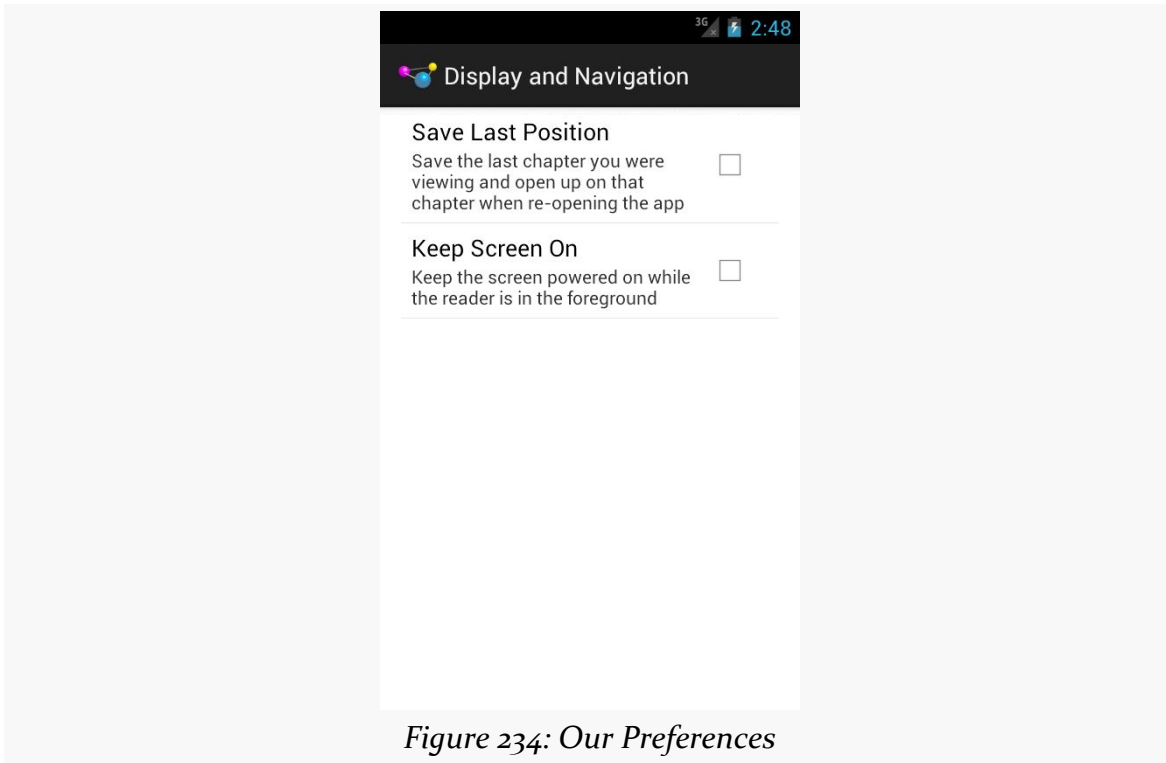 3G
2:48
Display and Navigation
Save Last Position
Save the last chapter you were
viewing and open up on that
chapter when re-opening the app
Keep Screen On
Keep the screen powered on while
the reader is in the foreground
Figure 234: Our Preferences